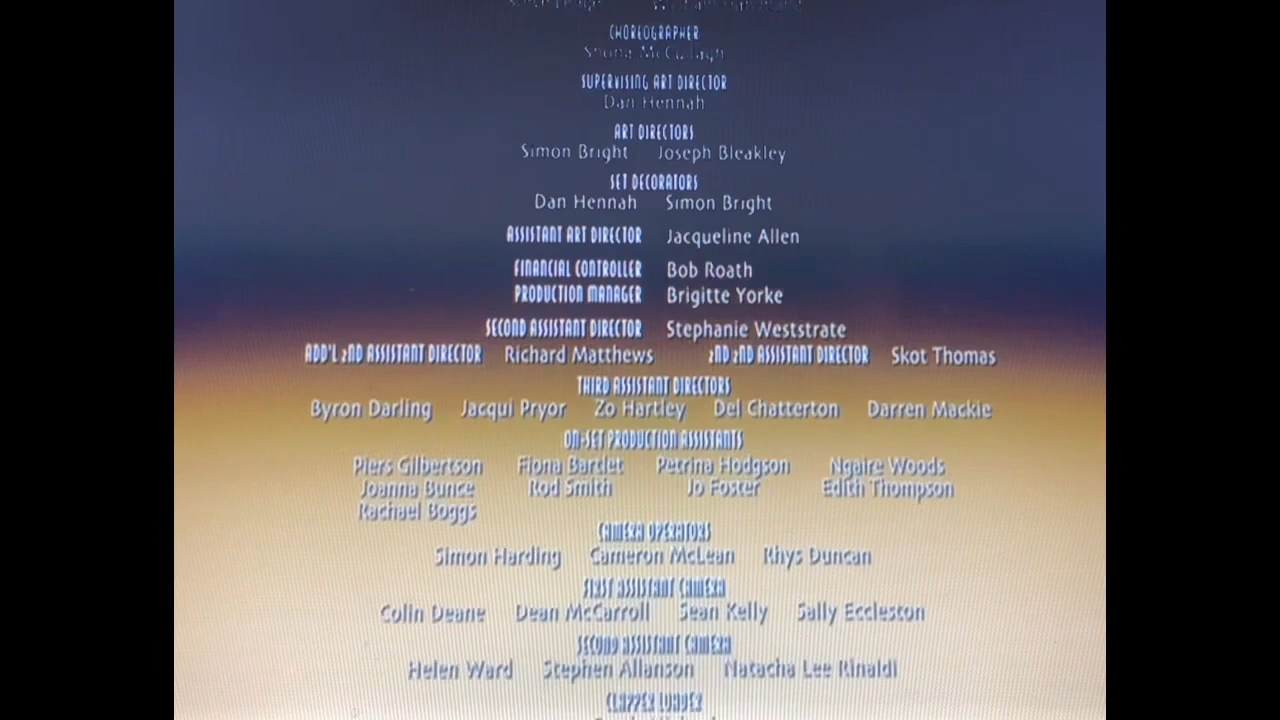 CHOREOGRAPHER
Shona McCullagh
SUPERVISING ART DIRECTOR
Dan Hennah
ART DIRECTORS
Simon Bright Joseph Bleakley
SET DECORATORS
Dan Hennah Simon Bright
ASSISTANT ART DIRECTOR Jacqueline Allen
FINANCIAL CONTROLLER Bob Roath
PRODUCTION MANAGER Brigitte Yorke
SECOND ASSISTANT DIRECTOR Stephanie Weststrate
ADD'L 2ND ASSISTANT DIRECTOR Richard Matthews 2ND 2ND ASSISTANT DIRECTOR Skot Thomas
THIRD ASSISTANT DIRECTORS
Byron Darling Jacqui Pryor Zo Hartley Del Chatterton Darren Mackie
ON-SET PRODUCTION ASSISTANTS
Piers Gilbertson Fiona Bartlet Petrina Hodgson Ngaire Woods
Joanna Bunce Rod Smith Jo Foster Edith Thompson
Rachael Boggs
CAMERA OPERATORS
Simon Harding Cameron McLean Rhys Duncan
FIRST ASSISTANT CAMERA
Colin Deane Dean McCarroll Sean Kelly Sally Eccleston
SECOND ASSISTANT CAMERA
Helen Ward Stephen Allanson Natacha Lee Rinaldi
CLAPPER LOADER